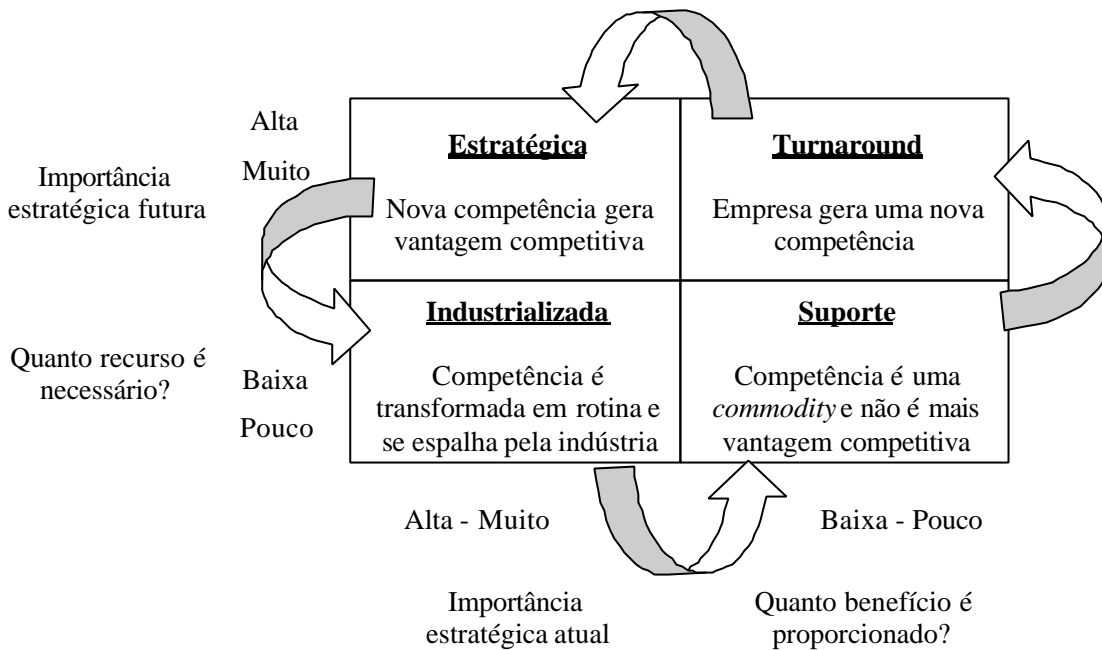 Alta
Muito
Importância
estratégica futura
Estratégica
Nova competência gera
vantagem competitiva
Turnaround
Empresa gera uma nova
competência
Quanto recurso é
necessário?
Baixa
Pouco
Industrializada
Competência é
transformada em rotina e
se espalha pela indústria
Suporte
Competência é uma
commodity e não é mais
vantagem competitiva
Alta - Muito
Baixa - Pouco
Importância
estratégica atual
Quanto benefício é
proporcionado?